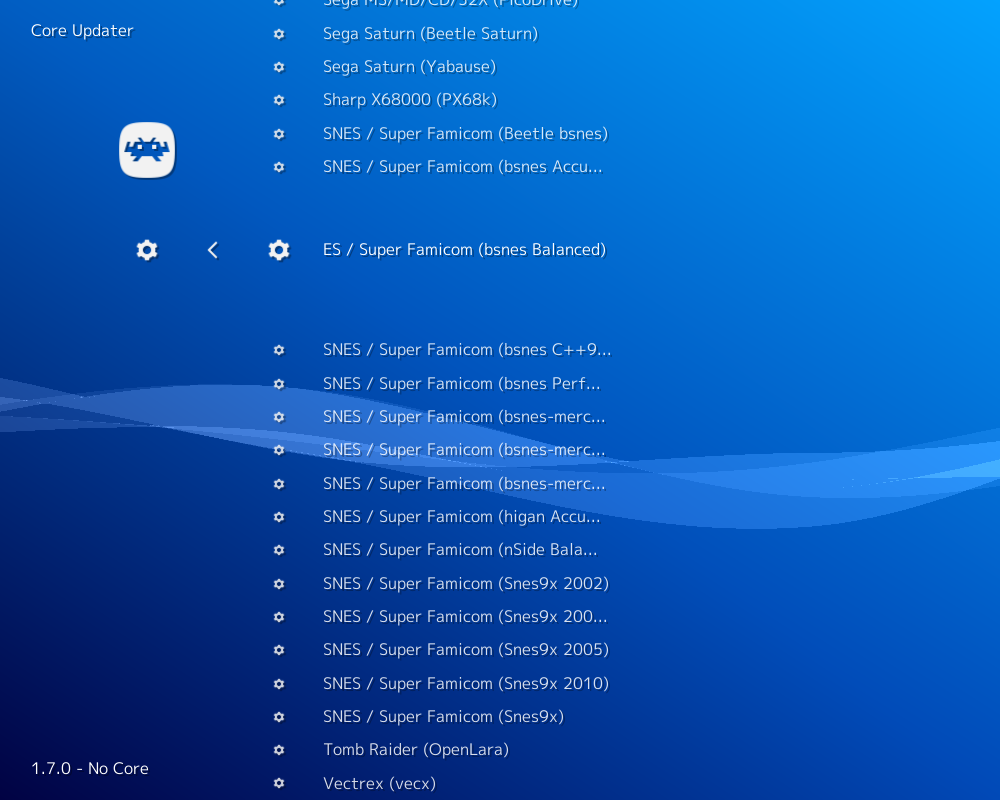 Sega MS/MD/CD/32X (PicoDrive)
Core Updater
Sega Saturn (Beetle Saturn)
Sega Saturn (Yabause)
Sharp X68000 (PX68k)
SNES / Super Famicom (Beetle bsnes)
SNES / Super Famicom (bsnes Accu...
ES / Super Famicom (bsnes Balanced)
SNES / Super Famicom (bsnes C++9...
SNES / Super Famicom (bsnes Perf...
SNES / Super Famicom (bsnes-merc...
SNES / Super Famicom (bsnes-merc...
SNES / Super Famicom (bsnes-merc...
SNES / Super Famicom (higan Accu...
SNES / Super Famicom (nSide Bala...
SNES / Super Famicom (Snes9x 2002)
SNES / Super Famicom (Snes9x 200...
SNES / Super Famicom (Snes9x 2005)
SNES / Super Famicom (Snes9x 2010)
SNES / Super Famicom (Snes9x)
Tomb Raider (OpenLara)
1.7.0 - No Core
Vectrex (vecx)